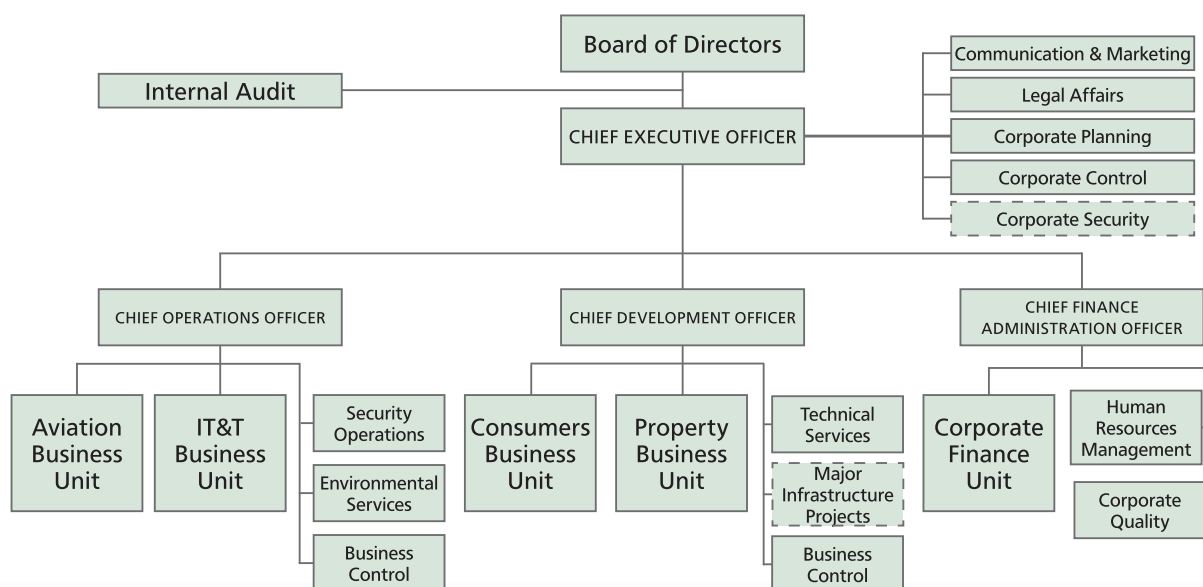 Board of Directors
Communication & Marketing
Internal Audit
Legal Affairs
CHIEF EXECUTIVE OFFICER
Corporate Planning
Corporate Control
Corporate Security
CHIEF OPERATIONS OFFICER
CHIEF DEVELOPMENT OFFICER
CHIEF FINANCE
ADMINISTRATION OFFICER
Aviation
Business
Unit
IT&T
Business
Unit
Security
Operations
Environmental
Services
Business
Control
Consumers
Business
Unit
Property
Business
Unit
Technical
Services
Major
Infrastructure
Projects
Business
Control
Corporate
Finance
Unit
Human
Resources
Management
Corporate
Quality